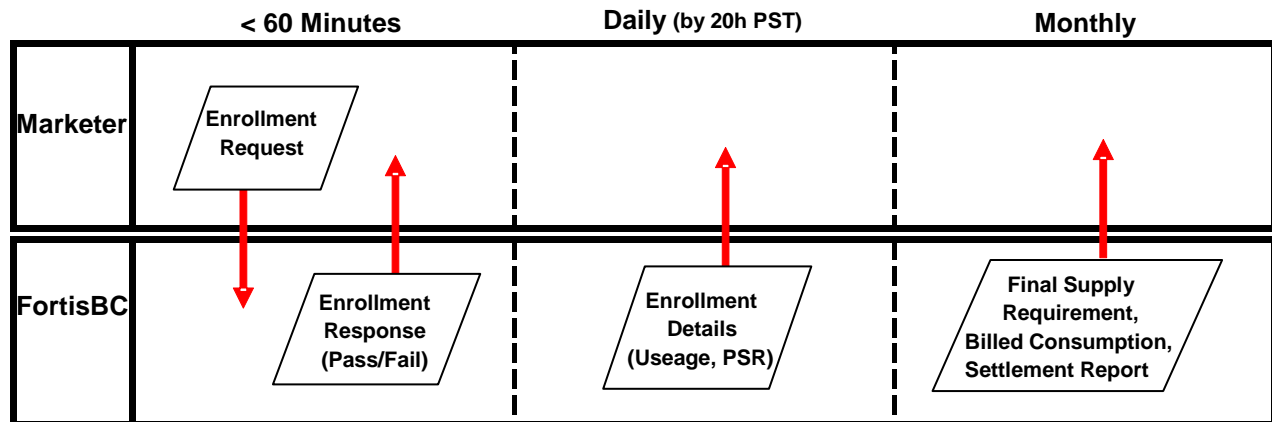 < 60 Minutes
Daily (by 20h PST)
Monthly
Marketer
Enrollment
Request
FortisBC
Enrollment
Response
(Pass/Fail)
Enrollment
Details
(Useage, PSR)
Final Supply
Requirement,
Billed Consumption,
Settlement Report